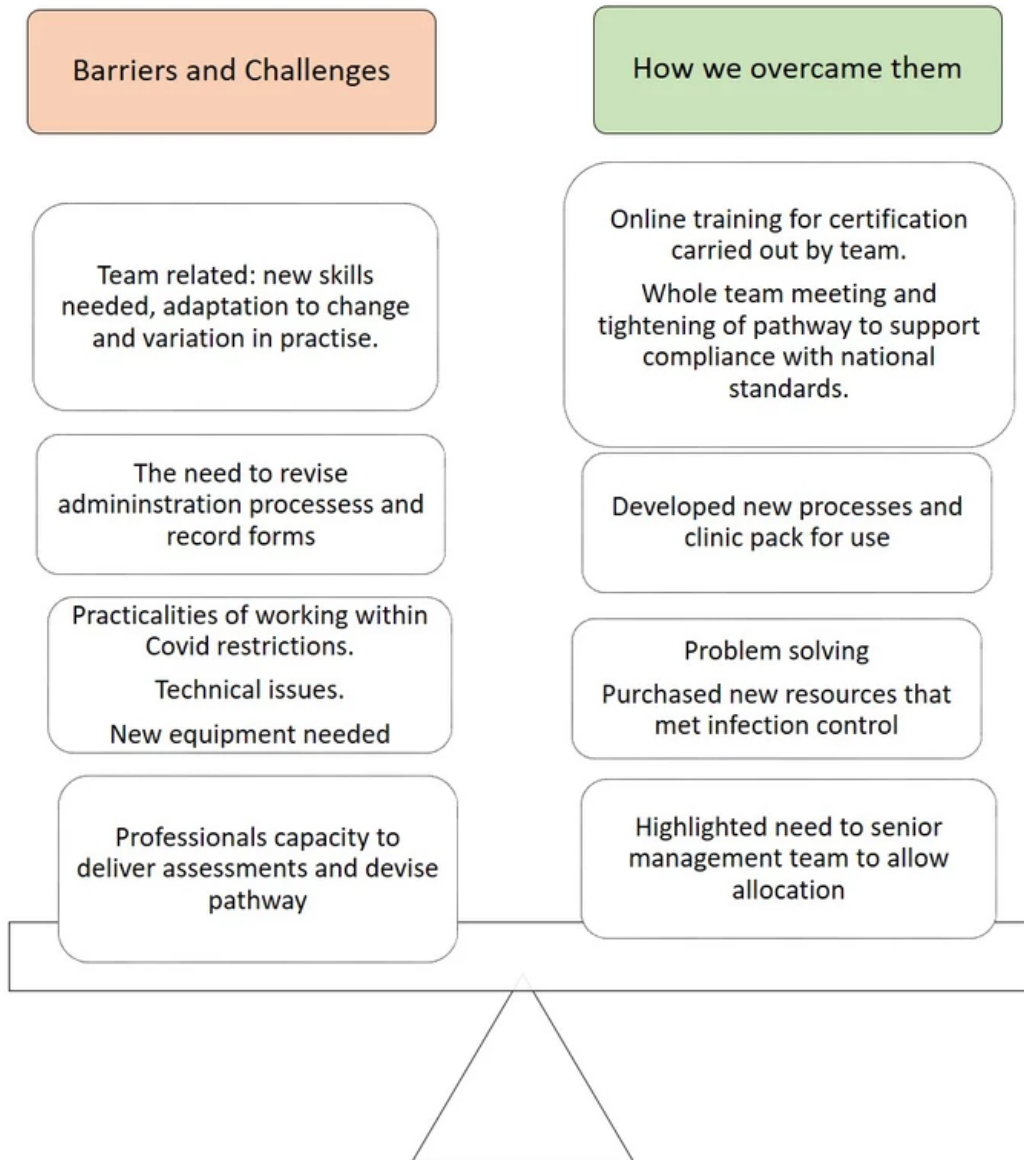 Barriers and Challenges
How we overcame them
Team related: new skills
needed, adaptation to change
and variation in practise.
Online training for certification
carried out by team.
Whole team meeting and
tightening of pathway to support
compliance with national
standards.
The need to revise
admininstration processess and
record forms
Developed new processes and
clinic pack for use
Practicalities of working within
Covid restrictions.
Technical issues.
New equipment needed
Problem solving
Purchased new resources that
met infection control
Professionals capacity to
deliver assessments and devise
pathway
Highlighted need to senior
management team to allow
allocation